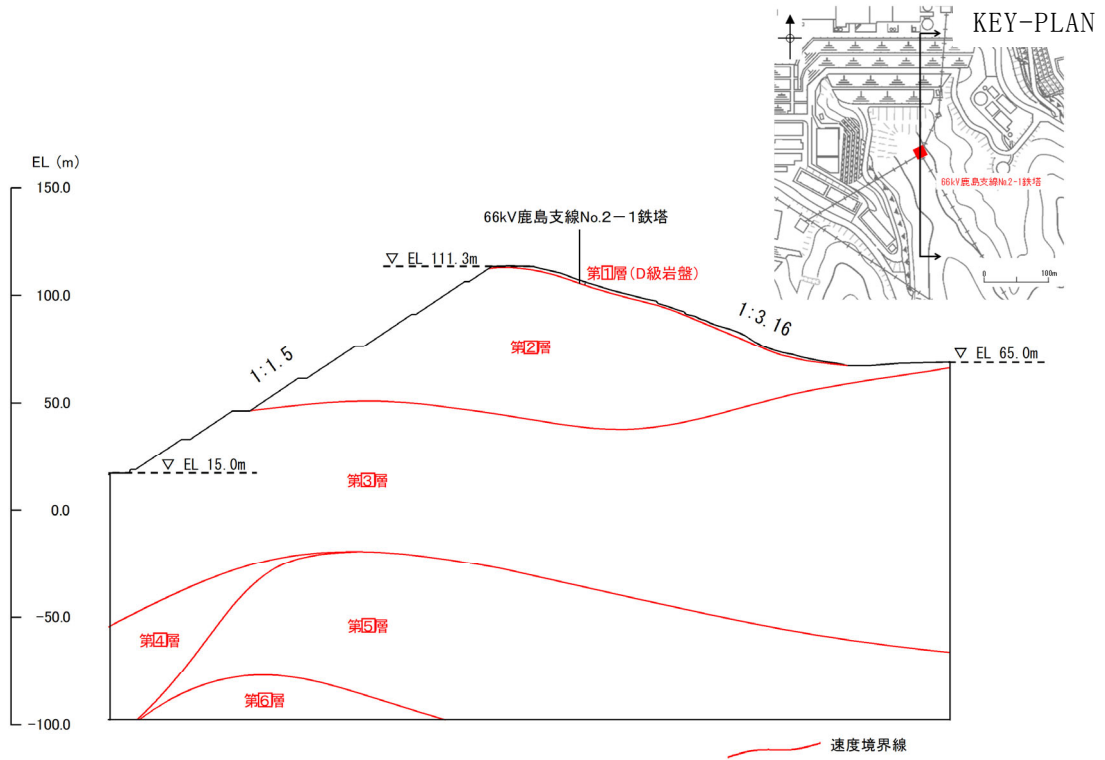 KEY-PLAN
66kV鹿島支線No.2-1鉄塔
0 100m
EL (m)
150.0
100.0
50.0
0.0
-50.0
-100.0
66kV鹿島支線No.2－1鉄塔
▽ EL 111.3m
第1層(D級岩盤)
1:3.16
第2層
1:1.5
▽ EL 65.0m
▽ EL 15.0m
第3層
第4層
第5層
第6層
速度境界線